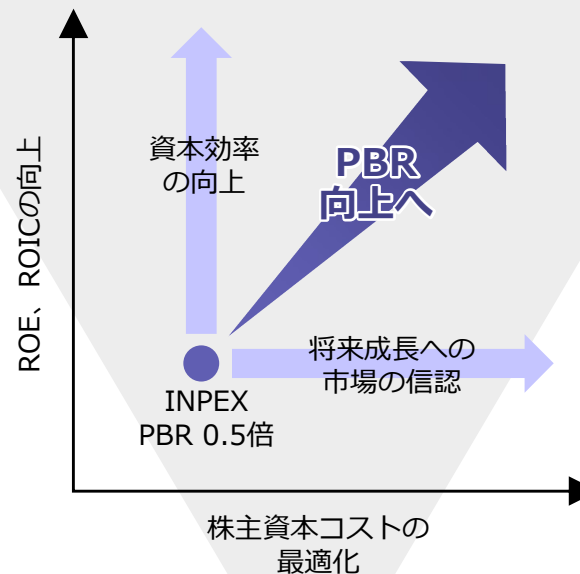 ROE、ROICの向上
資本効率
の向上
PBR
向上へ
将来成長への
市場の信認
INPEX
PBR 0.5倍
株主資本コストの
最適化